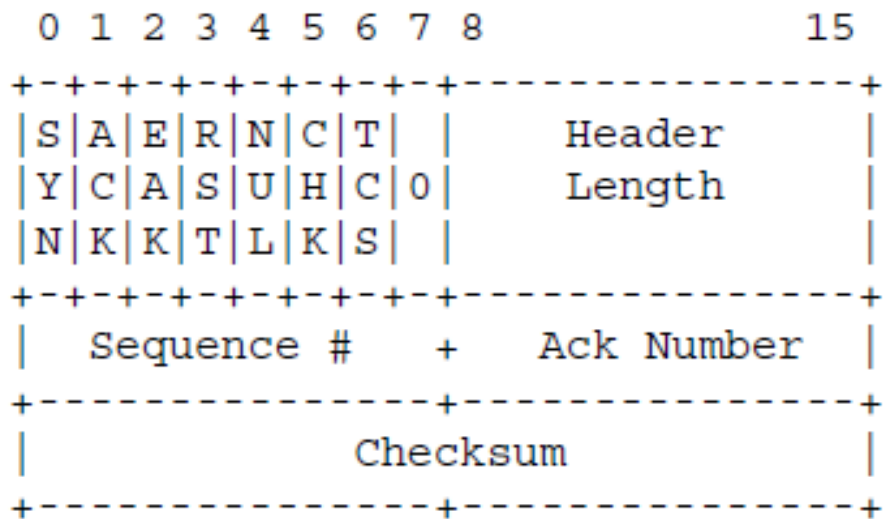 0 1 2 3 4 5 6 7 8            15
+-+-+-+-+-+-+-+-+---------------+
|S|A|E|R|N|C|T| |    Header     |
|Y|C|A|S|U|H|C|0|    Length     |
|N|K|K|T|L|K|S| |               |
+-+-+-+-+-+-+-+-+---------------+
|  Sequence #   +   Ack Number  |
+---------------+---------------+
|            Checksum           |
+---------------+---------------+